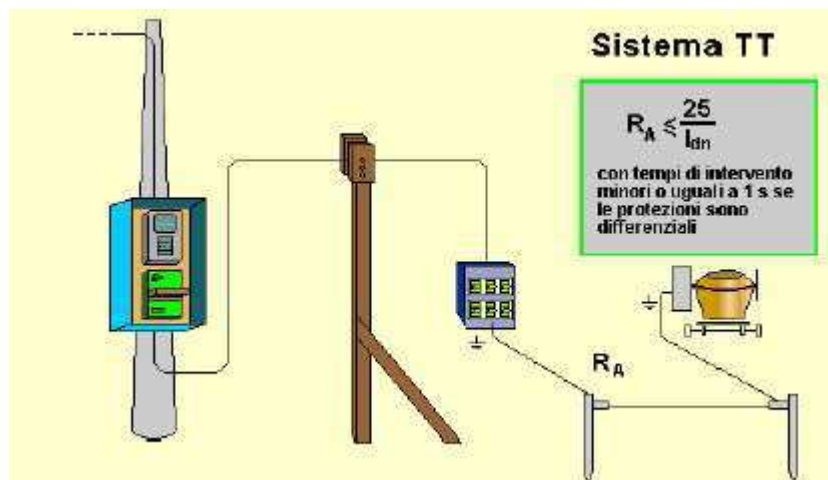 Sistema TT
R_A ≤ 25/I_dn
con tempi di intervento
minori o uguali a 1 s se
le protezioni sono
differenziali
R_A